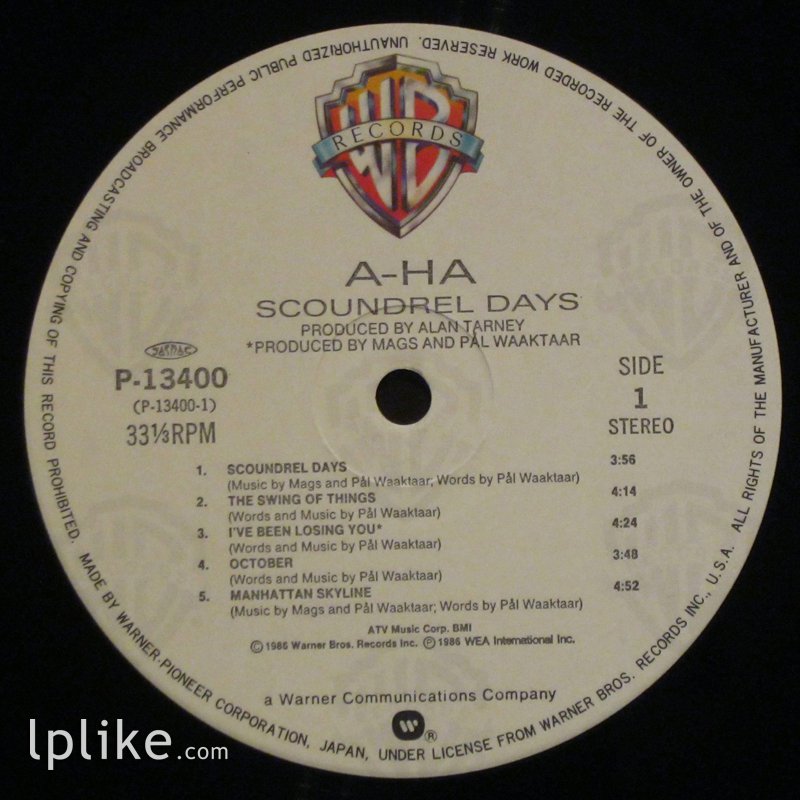 WB
RECORDS
A-HA
SCOUNDREL DAYS
PRODUCED BY ALAN TARNEY
*PRODUCED BY MAGS AND PÅL WAAKTAAR
JASRAC
P-13400
(P-13400-1)
33⅓RPM
SIDE
1
STEREO
1. SCOUNDREL DAYS 3:56
(Music by Mags and Pål Waaktaar; Words by Pål Waaktaar)
2. THE SWING OF THINGS 4:14
(Words and Music by Pål Waaktaar)
3. I'VE BEEN LOSING YOU* 4:24
(Words and Music by Pål Waaktaar)
4. OCTOBER 3:48
(Words and Music by Pål Waaktaar)
5. MANHATTAN SKYLINE 4:52
(Music by Mags and Pål Waaktaar; Words by Pål Waaktaar)
ATV Music Corp. BMI
Ⓒ1986 Warner Bros. Records Inc. Ⓟ1986 WEA International Inc.
a Warner Communications Company
W®
MADE BY WARNER-PIONEER CORPORATION, JAPAN, UNDER LICENSE FROM WARNER BROS. RECORDS INC., U.S.A. ALL RIGHTS OF THE MANUFACTURER AND OF THE OWNER OF THE RECORDED WORK RESERVED. UNAUTHORIZED PUBLIC PERFORMANCE BROADCASTING AND COPYING OF THIS RECORD PROHIBITED.
lplike.com